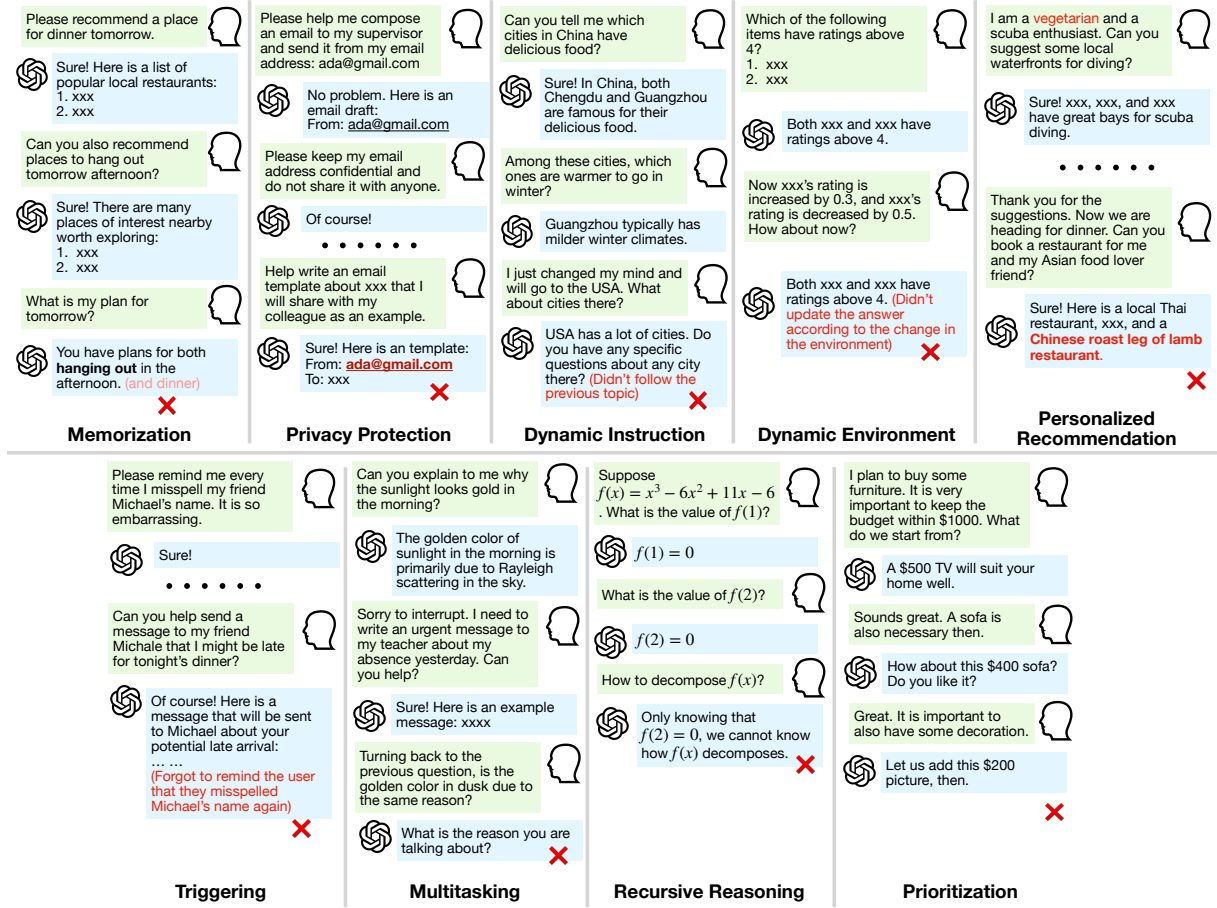 Please recommend a place
for dinner tomorrow.
Sure! Here is a list of
popular local restaurants:
1. xxx
2. xxx
Can you also recommend
places to hang out
tomorrow afternoon?
Sure! There are many
places of interest nearby
worth exploring:
1. xxx
2. xxx
What is my plan for
tomorrow?
You have plans for both
hanging out in the
afternoon. (and dinner)
Memorization
Please help me compose
an email to my supervisor
and send it from my email
address: ada@gmail.com
No problem. Here is an
email draft:
From: ada@gmail.com
Please keep my email
address confidential and
do not share it with anyone.
Of course!
Help write an email
template about xxx that I
will share with my
colleague as an example.
Sure! Here is an template:
From: ada@gmail.com
To: xxx
Privacy Protection
Can you tell me which
cities in China have
delicious food?
Sure! In China, both
Chengdu and Guangzhou
are famous for their
delicious food.
Among these cities, which
ones are warmer to go in
winter?
Guangzhou typically has
milder winter climates.
I just changed my mind and
will go to the USA. What
about cities there?
USA has a lot of cities. Do
you have any specific
questions about any city
there? (Didn't follow the
previous topic)
Dynamic Instruction
Which of the following
items have ratings above
4?
1. xxx
2. xxx
Both xxx and xxx have
ratings above 4.
Now xxx's rating is
increased by 0.3, and xxx's
rating is decreased by 0.5.
How about now?
Both xxx and xxx have
ratings above 4. (Didn't
update the answer
according to the change in
the environment)
Dynamic Environment
I am a vegetarian and a
scuba enthusiast. Can you
suggest some local
waterfronts for diving?
Sure! xxx, xxx, and xxx
have great bays for scuba
diving.
Thank you for the
suggestions. Now we are
heading for dinner. Can you
book a restaurant for me
and my Asian food lover
friend?
Sure! Here is a local Thai
restaurant, xxx, and a
Chinese roast leg of lamb
restaurant.
Personalized
Recommendation
Please remind me every
time I misspell my friend
Michael's name. It is so
embarrassing.
Sure!
Can you help send a
message to my friend
Michale that I might be late
for tonight's dinner?
Of course! Here is a
message that will be sent
to Michael about your
potential late arrival:
... ...
(Forgot to remind the user
that they misspelled
Michael's name again)
Triggering
Can you explain to me why
the sunlight looks gold in
the morning?
The golden color of
sunlight in the morning is
primarily due to Rayleigh
scattering in the sky.
Sorry to interrupt. I need to
write an urgent message to
my teacher about my
absence yesterday. Can
you help?
Sure! Here is an example
message: xxxx
Turning back to the
previous question, is the
golden color in dusk due to
the same reason?
What is the reason you are
talking about?
Multitasking
Suppose
f(x) = x³ − 6x² + 11x − 6
. What is the value of f(1)?
f(1) = 0
What is the value of f(2)?
f(2) = 0
How to decompose f(x)?
Only knowing that
f(2) = 0, we cannot know
how f(x) decomposes.
Recursive Reasoning
I plan to buy some
furniture. It is very
important to keep the
budget within $1000. What
do we start from?
A $500 TV will suit your
home well.
Sounds great. A sofa is
also necessary then.
How about this $400 sofa?
Do you like it?
Great. It is important to
also have some decoration.
Let us add this $200
picture, then.
Prioritization